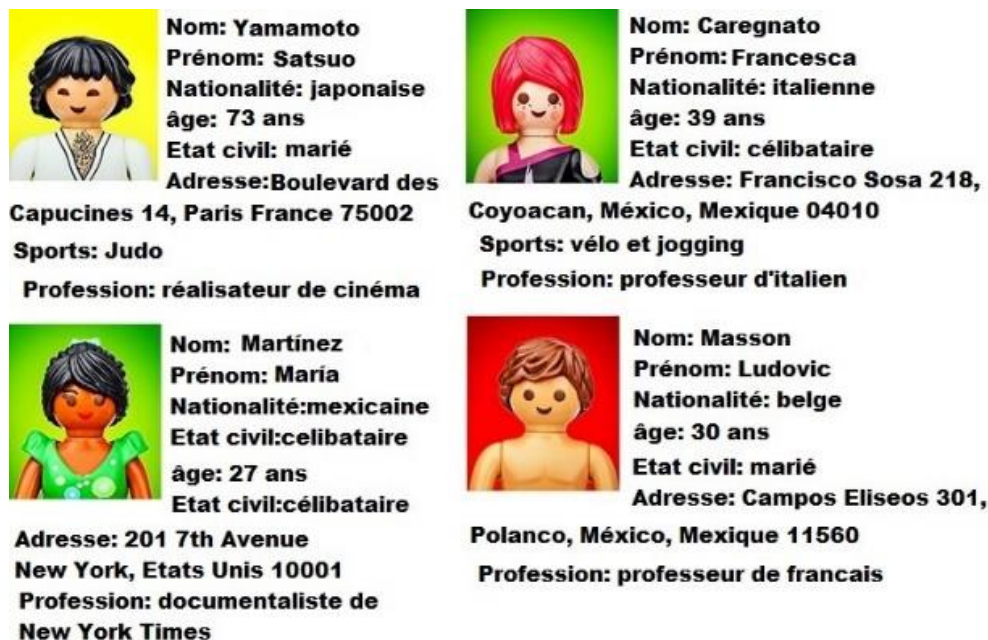 Nom: Yamamoto
Prénom: Satsuo
Nationalité: japonaise
âge: 73 ans
Etat civil: marié
Adresse:Boulevard des
Capucines 14, Paris France 75002
Sports: Judo
Profession: réalisateur de cinéma
Nom: Caregnato
Prénom: Francesca
Nationalité: italienne
âge: 39 ans
Etat civil: célibataire
Adresse: Francisco Sosa 218,
Coyoacan, México, Mexique 04010
Sports: vélo et jogging
Profession: professeur d'italien
Nom: Martínez
Prénom: María
Nationalité:mexicaine
Etat civil:celibataire
âge: 27 ans
Etat civil:célibataire
Adresse: 201 7th Avenue
New York, Etats Unis 10001
Profession: documentaliste de
New York Times
Nom: Masson
Prénom: Ludovic
Nationalité: belge
âge: 30 ans
Etat civil: marié
Adresse: Campos Eliseos 301,
Polanco, México, Mexique 11560
Profession: professeur de francais